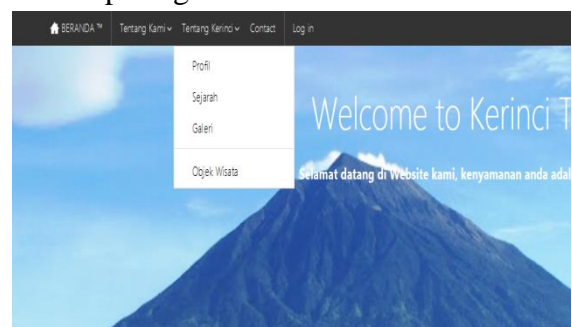 BERANDA ™ Tentang Kami Tentang Kerinci Contact Log in
Profil
Sejarah
Galeri
Objek Wisata
Welcome to Kerinci T
Selamat datang di Website kami, kenyamanan anda adal